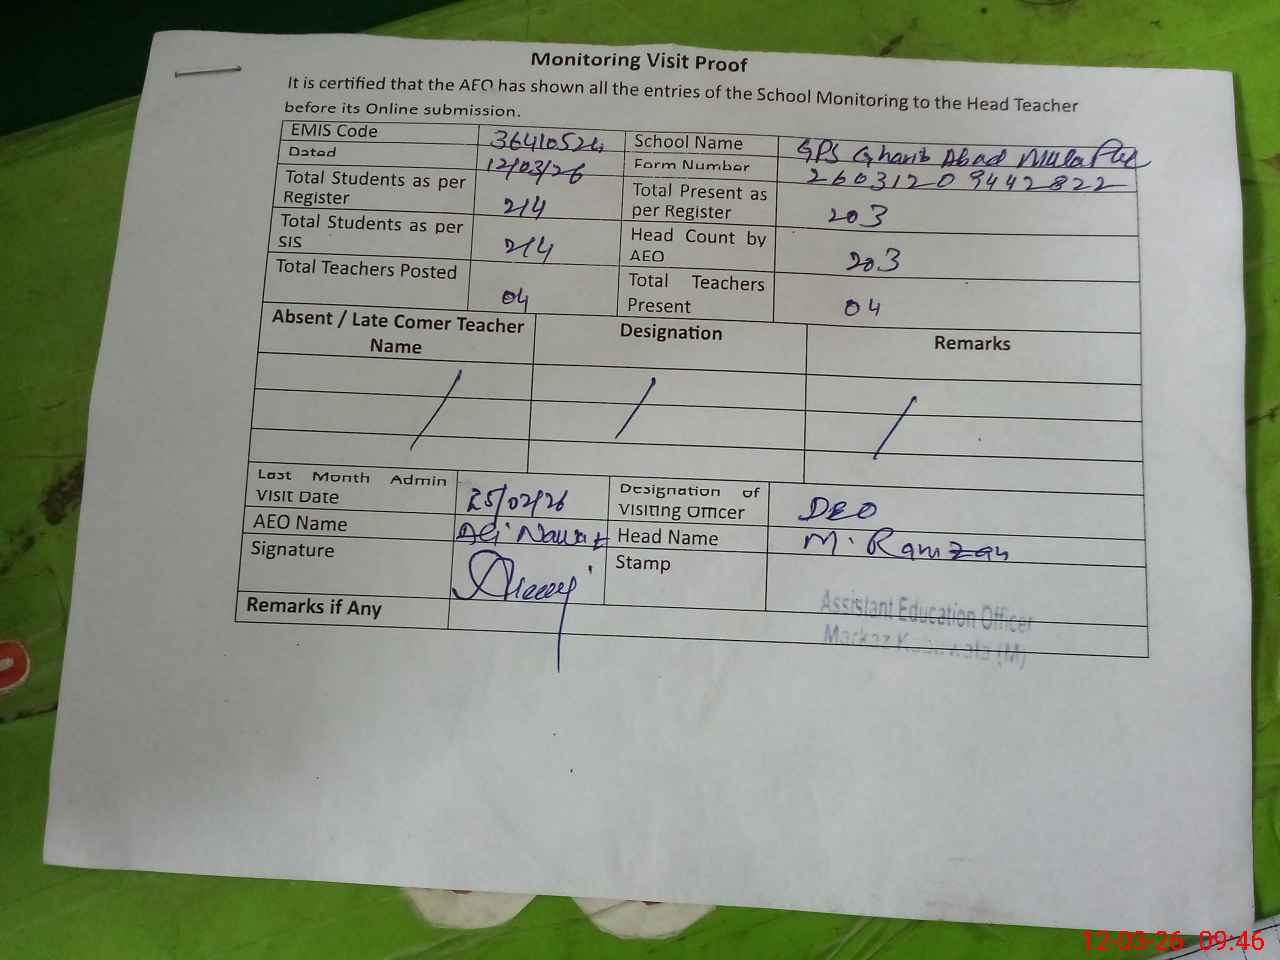 Monitoring Visit Proof
It is certified that the AEO has shown all the entries of the School Monitoring to the Head Teacher
before its Online submission.
EMIS Code 36410524 School Name GPS Gharib Abad Mula Pur
Dated 12/03/26 Form Number 26031209442822
Total Students as per Register 214 Total Present as per Register 203
Total Students as per SIS 214 Head Count by AEO 203
Total Teachers Posted 04 Total Teachers Present 04
Absent / Late Comer Teacher Name Designation Remarks
Last Month Admin Visit Date 25/02/26 Designation of Visiting Officer DEO
AEO Name Ali Nawaz Head Name M. Ramzan
Signature Stamp
Assistant Education Officer
Remarks if Any
Markaz (M)
12-03-26 09:46